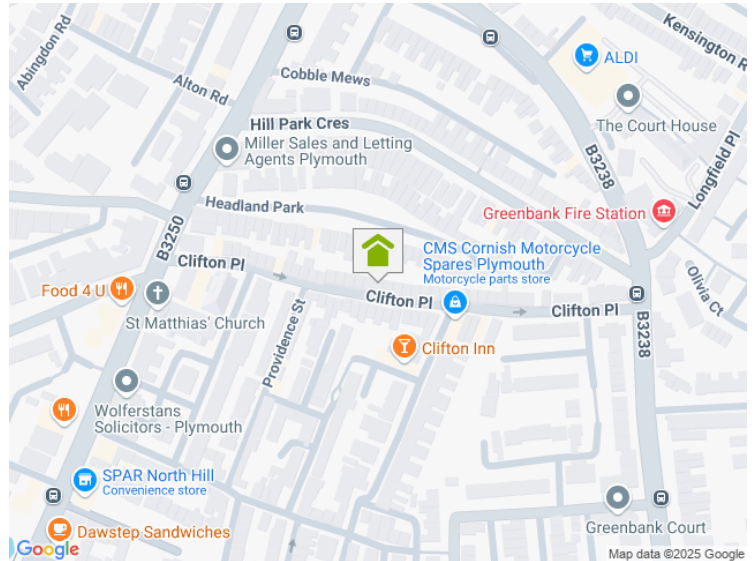 Abingdon Rd
Alton Rd
Cobble Mews
Kensington R
ALDI
Hill Park Cres
Miller Sales and Letting
Agents Plymouth
The Court House
B3238
Longfield Pl
B3250
Headland Park
Greenbank Fire Station
CMS Cornish Motorcycle
Spares Plymouth
Motorcycle parts store
Clifton Pl
Food 4 U
St Matthias' Church
Providence St
Clifton Pl
Clifton Pl
Olivia Ct
B3238
Clifton Inn
Wolferstans
Solicitors - Plymouth
SPAR North Hill
Convenience store
Greenbank Court
Dawstep Sandwiches
Google
Map data ©2025 Google